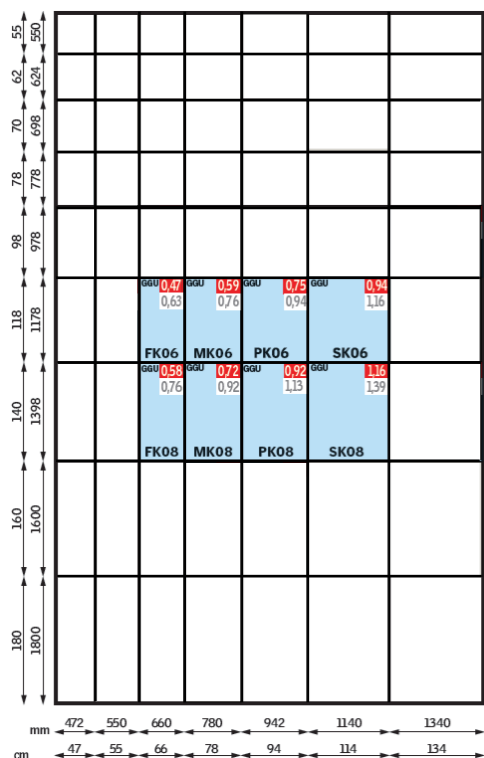 55 550
62 624
70 698
78 778
98 978
118 1178
GGU 0,47 GGU 0,59 GGU 0,75 GGU 0,94
0,63 0,76 0,94 1,16
FK06 MK06 PK06 SK06
140 1398
GGU 0,58 GGU 0,72 GGU 0,92 GGU 1,16
0,76 0,92 1,13 1,39
FK08 MK08 PK08 SK08
160 1600
180 1800
mm 472 550 660 780 942 1140 1340
cm 47 55 66 78 94 114 134